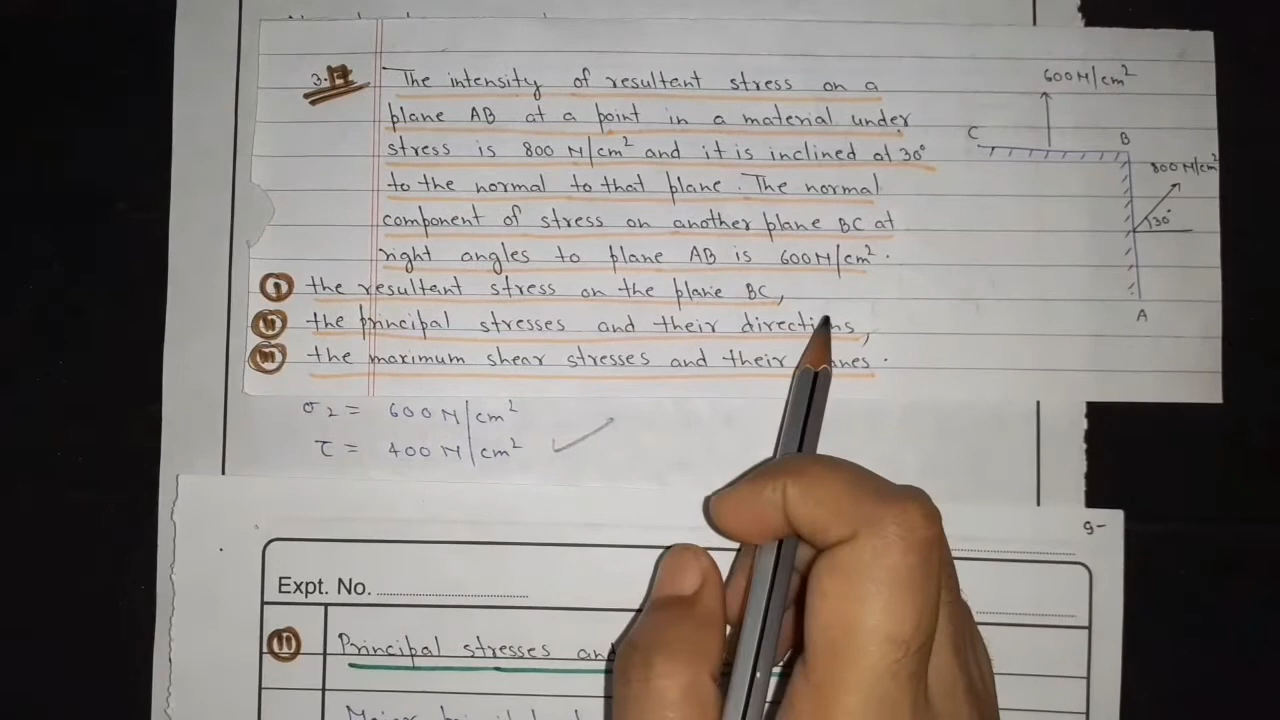 3.17 The intensity of resultant stress on a
plane AB at a point in a material under
stress is 800 N/cm² and it is inclined at 30°
to the normal to that plane. The normal
component of stress on another plane BC at
right angles to plane AB is 600 N/cm².
I the resultant stress on the plane BC,
II the principal stresses and their directions,
III the maximum shear stresses and their
600 N/cm²
C
B
800 N/cm²
30°
A
σ2 = 600 N/cm²
τ = 400 N/cm²
9-
Expt. No.
II Principal stresses